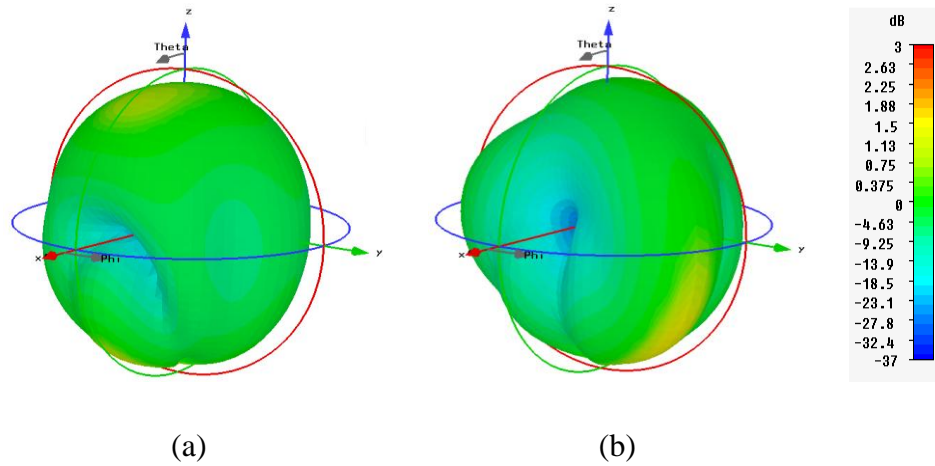 z
Theta
y
x
Phi
(a)
z
Theta
y
x
Phi
(b)
dB
3
2.63
2.25
1.88
1.5
1.13
0.75
0.375
0
-4.63
-9.25
-13.9
-18.5
-23.1
-27.8
-32.4
-37